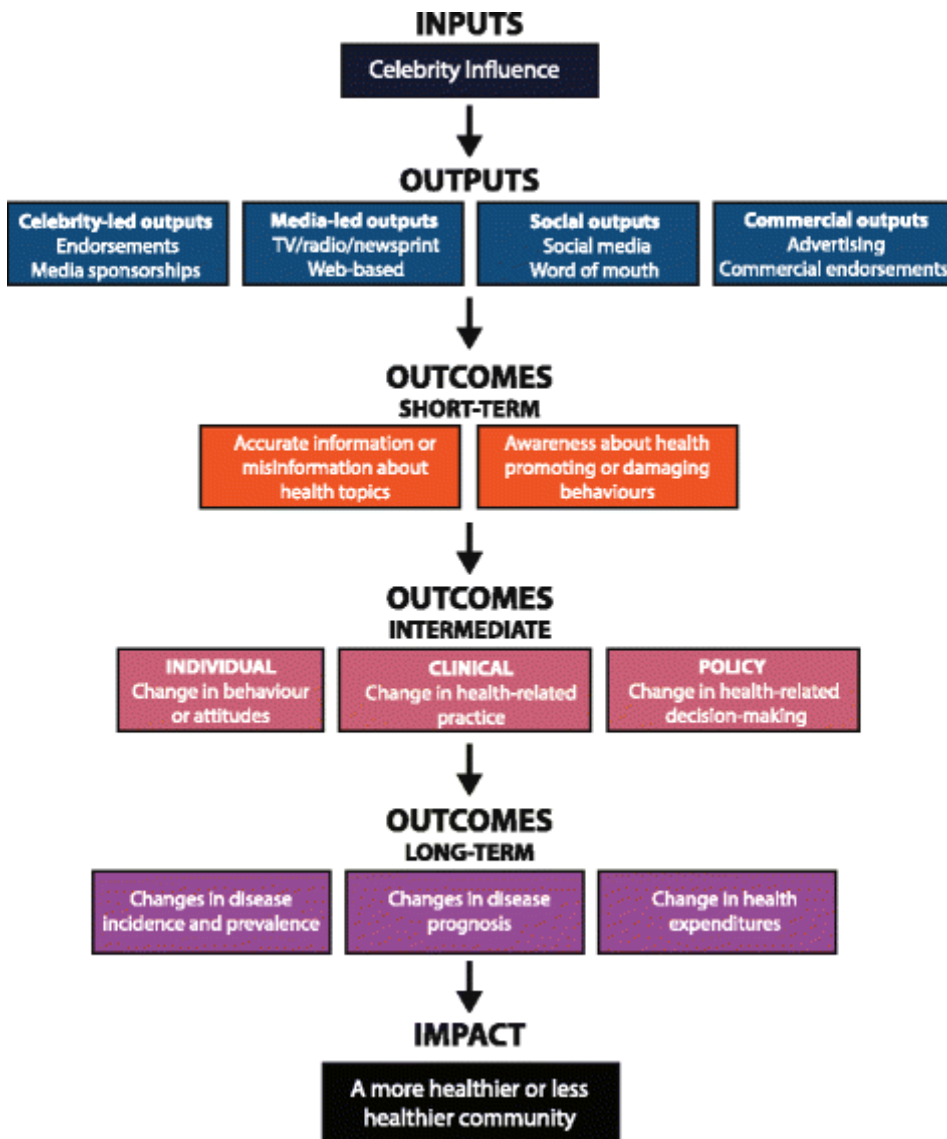 INPUTS
Celebrity Influence
OUTPUTS
Celebrity-led outputs
Endorsements
Media sponsorships
Media-led outputs
TV/radio/newsprint
Web-based
Social outputs
Social media
Word of mouth
Commercial outputs
Advertising
Commercial endorsements
OUTCOMES
SHORT-TERM
Accurate information or
misinformation about
health topics
Awareness about health
promoting or damaging
behaviours
OUTCOMES
INTERMEDIATE
INDIVIDUAL
Change in behaviour
or attitudes
CLINICAL
Change in health-related
practice
POLICY
Change in health-related
decision-making
OUTCOMES
LONG-TERM
Changes in disease
incidence and prevalence
Changes in disease
prognosis
Change in health
expenditures
IMPACT
A more healthier or less
healthier community